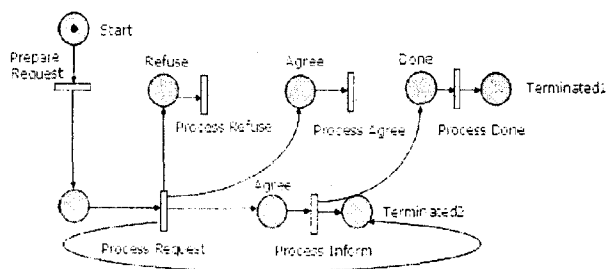 Start
Prepare
Request
Refuse
Agree
Done
Process Refuse
Process Agree
Process Done
Terminated1
Agree
Terminated2
Process Request
Process Inform